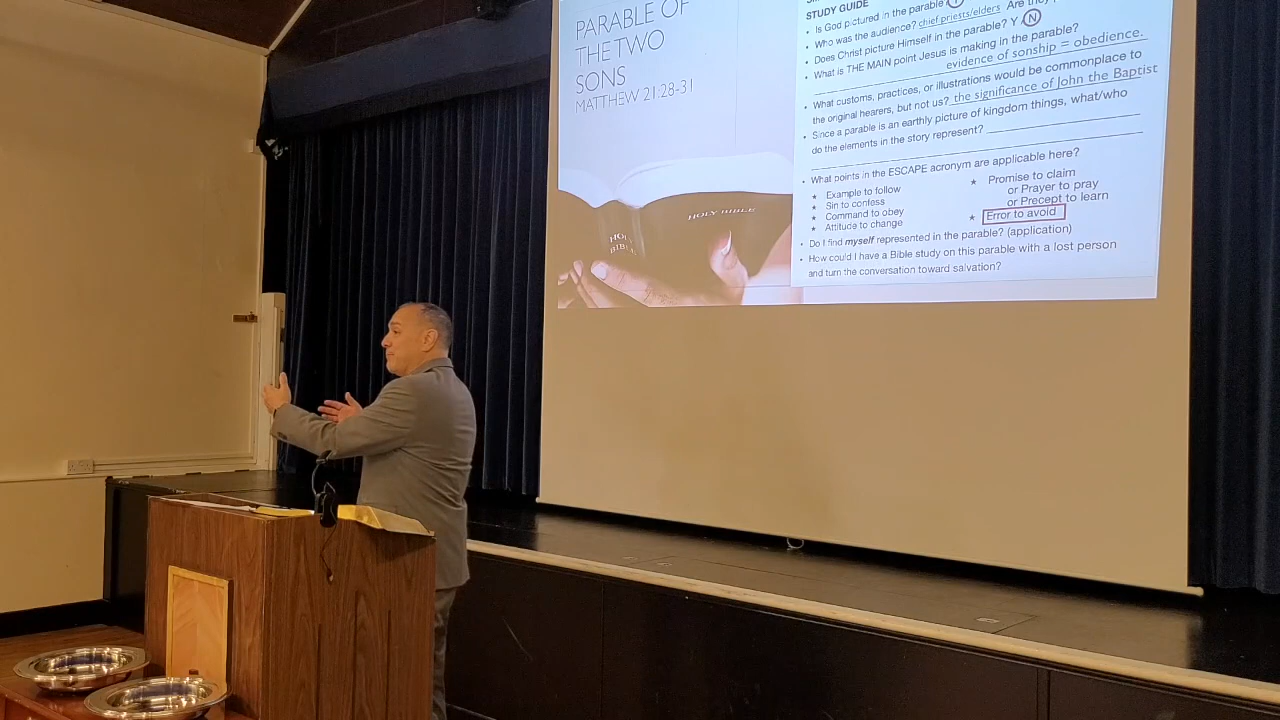 PARABLE OF
THE TWO
SONS
MATTHEW 21:28-31
HOLY BIBLE
HOLY
BIBLE
STUDY GUIDE
• Is God pictured in the parable Y
• Who was the audience? chief priests/elders Are they
• Does Christ picture Himself in the parable? Y N
• What is THE MAIN point Jesus is making in the parable?
evidence of sonship = obedience.
• What customs, practices, or illustrations would be commonplace to
the original hearers, but not us? the significance of John the Baptist
• Since a parable is an earthly picture of kingdom things, what/who
do the elements in the story represent?
• What points in the ESCAPE acronym are applicable here?
★ Example to follow
★ Sin to confess
★ Command to obey
★ Attitude to change
★ Promise to claim
or Prayer to pray
or Precept to learn
★ Error to avoid
• Do I find myself represented in the parable? (application)
• How could I have a Bible study on this parable with a lost person
and turn the conversation toward salvation?